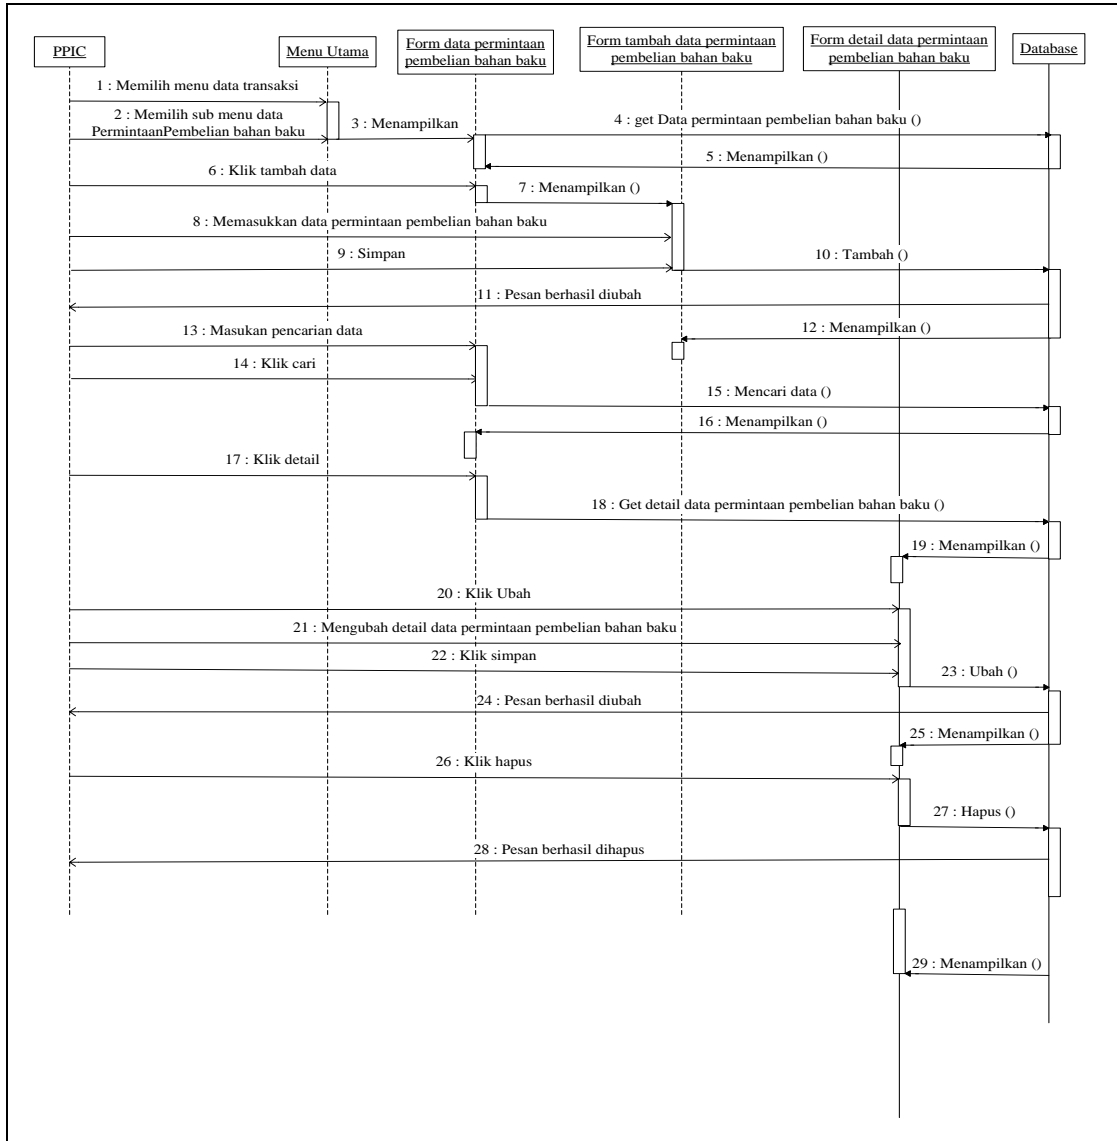 PPIC
Menu Utama
Form data permintaan
pembelian bahan baku
Form tambah data permintaan
pembelian bahan baku
Form detail data permintaan
pembelian bahan baku
Database
1 : Memilih menu data transaksi
2 : Memilih sub menu data
PermintaanPembelian bahan baku
3 : Menampilkan
4 : get Data permintaan pembelian bahan baku ()
5 : Menampilkan ()
6 : Klik tambah data
7 : Menampilkan ()
8 : Memasukkan data permintaan pembelian bahan baku
9 : Simpan
10 : Tambah ()
11 : Pesan berhasil diubah
12 : Menampilkan ()
13 : Masukan pencarian data
14 : Klik cari
15 : Mencari data ()
16 : Menampilkan ()
17 : Klik detail
18 : Get detail data permintaan pembelian bahan baku ()
19 : Menampilkan ()
20 : Klik Ubah
21 : Mengubah detail data permintaan pembelian bahan baku
22 : Klik simpan
23 : Ubah ()
24 : Pesan berhasil diubah
25 : Menampilkan ()
26 : Klik hapus
27 : Hapus ()
28 : Pesan berhasil dihapus
29 : Menampilkan ()